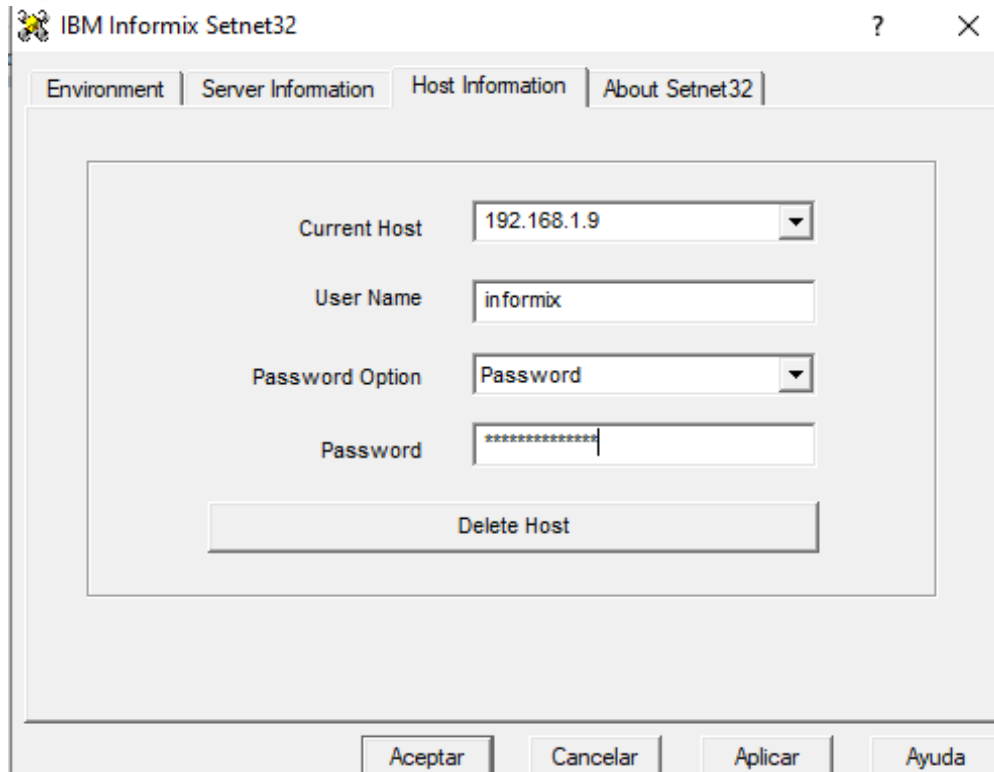 IBM Informix Setnet32 ? ×
Environment Server Information Host Information About Setnet32
Current Host 192.168.1.9
User Name informix
Password Option Password
Password ***************
Delete Host
Aceptar Cancelar Aplicar Ayuda